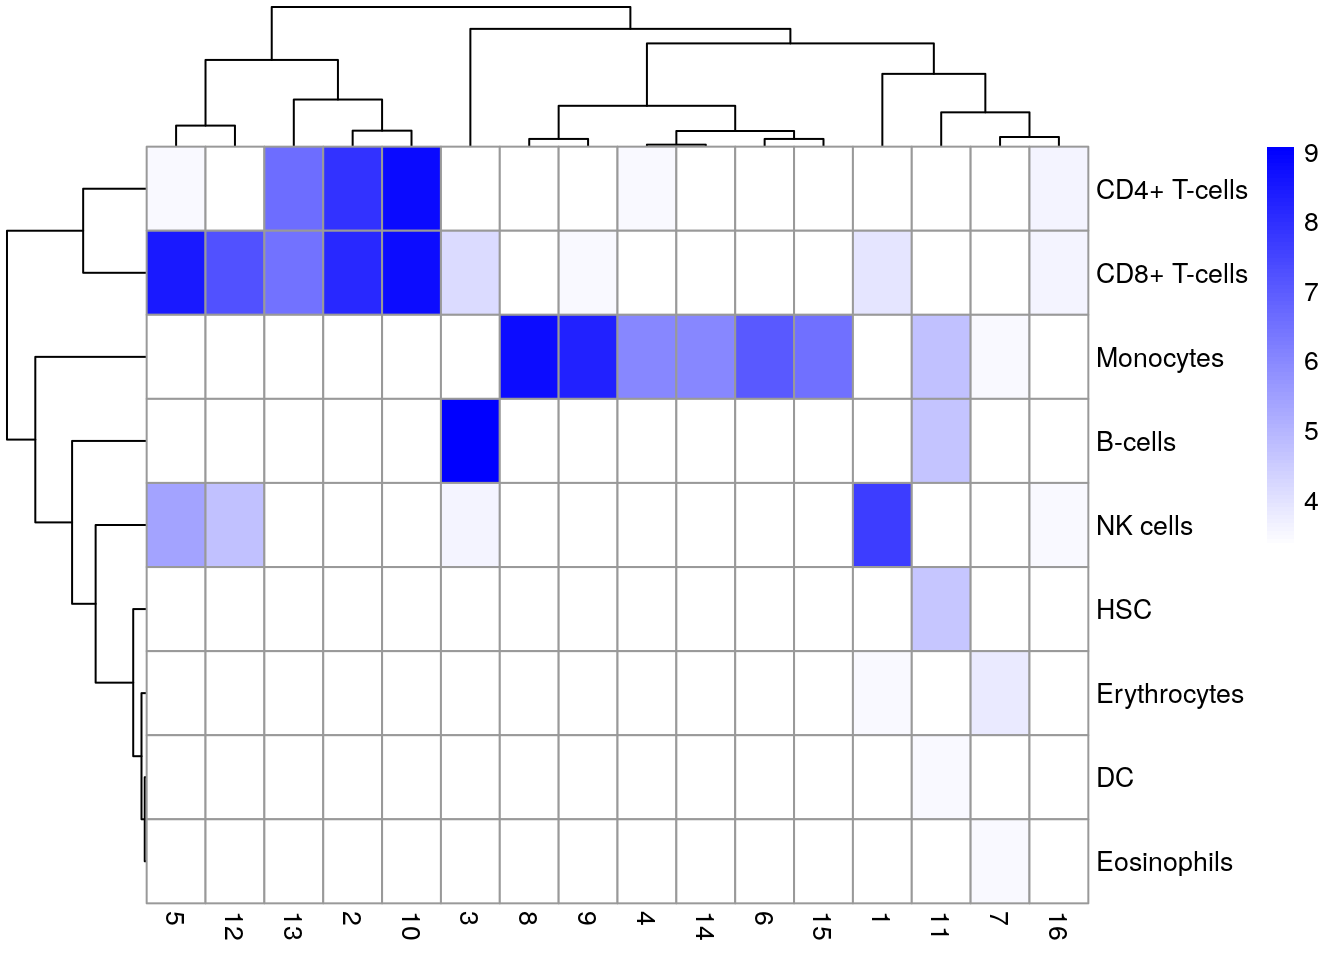 CD4+ T-cells
CD8+ T-cells
Monocytes
B-cells
NK cells
HSC
Erythrocytes
DC
Eosinophils
9
8
7
6
5
4
5 12 13 2 10 3 8 9 4 14 6 15 1 11 7 16